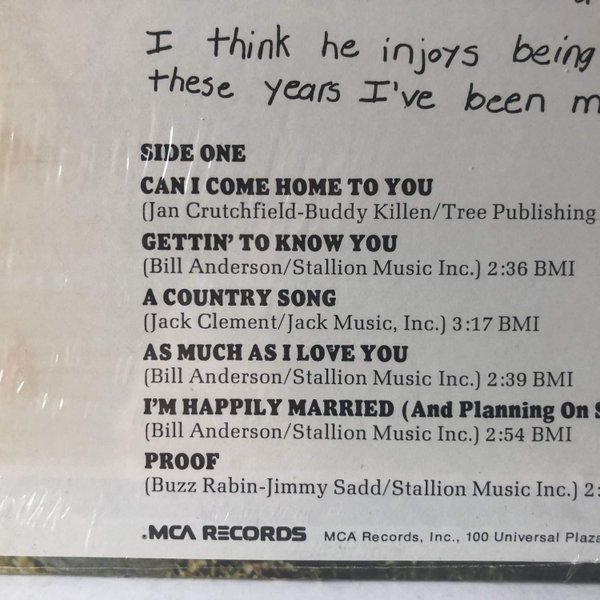 I think he injoys being
these years I've been m
SIDE ONE
CAN I COME HOME TO YOU
(Jan Crutchfield-Buddy Killen/Tree Publishing
GETTIN' TO KNOW YOU
(Bill Anderson/Stallion Music Inc.) 2:36 BMI
A COUNTRY SONG
(Jack Clement/Jack Music, Inc.) 3:17 BMI
AS MUCH AS I LOVE YOU
(Bill Anderson/Stallion Music Inc.) 2:39 BMI
I'M HAPPILY MARRIED (And Planning On S
(Bill Anderson/Stallion Music Inc.) 2:54 BMI
PROOF
(Buzz Rabin-Jimmy Sadd/Stallion Music Inc.) 2:
MCA RECORDS MCA Records, Inc., 100 Universal Plaza